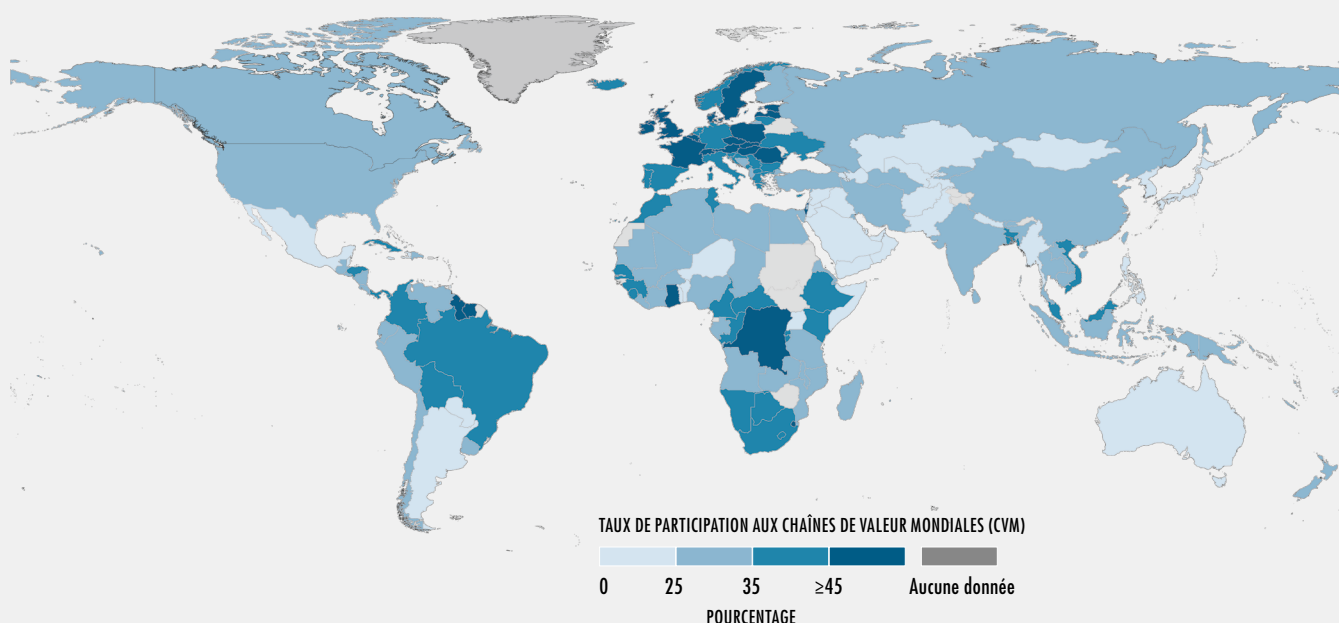 TAUX DE PARTICIPATION AUX CHAÎNES DE VALEUR MONDIALES (CVM)
0 25 35 ≥45 Aucune donnée
POURCENTAGE